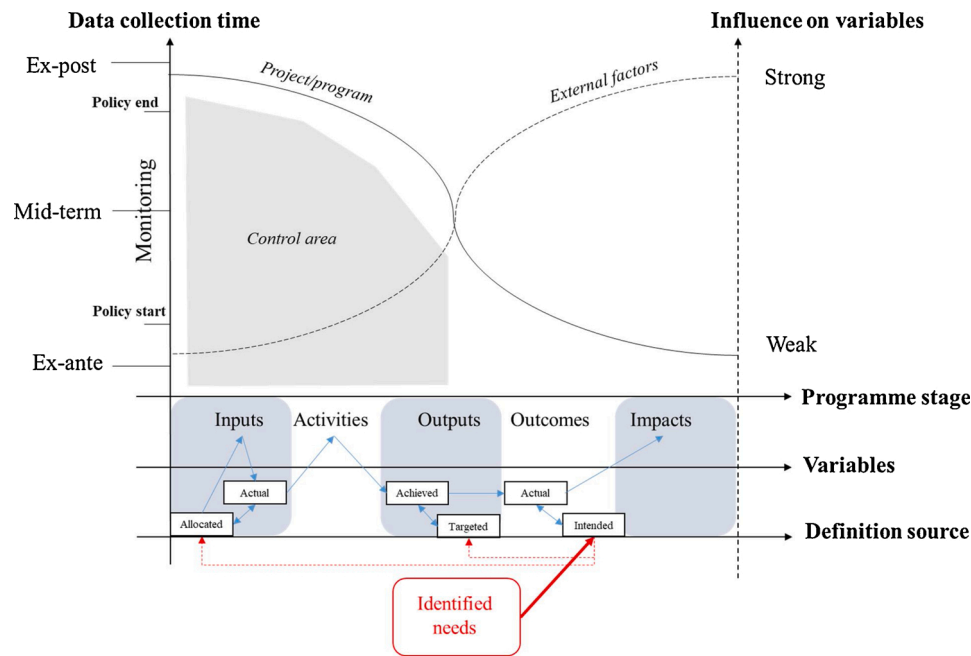 Data collection time
Influence on variables
Ex-post
Project/program
External factors
Strong
Policy end
Monitoring
Mid-term
Control area
Policy start
Weak
Ex-ante
Programme stage
Inputs
Activities
Outputs
Outcomes
Impacts
Variables
Actual
Achieved
Actual
Allocated
Targeted
Intended
Definition source
Identified
needs